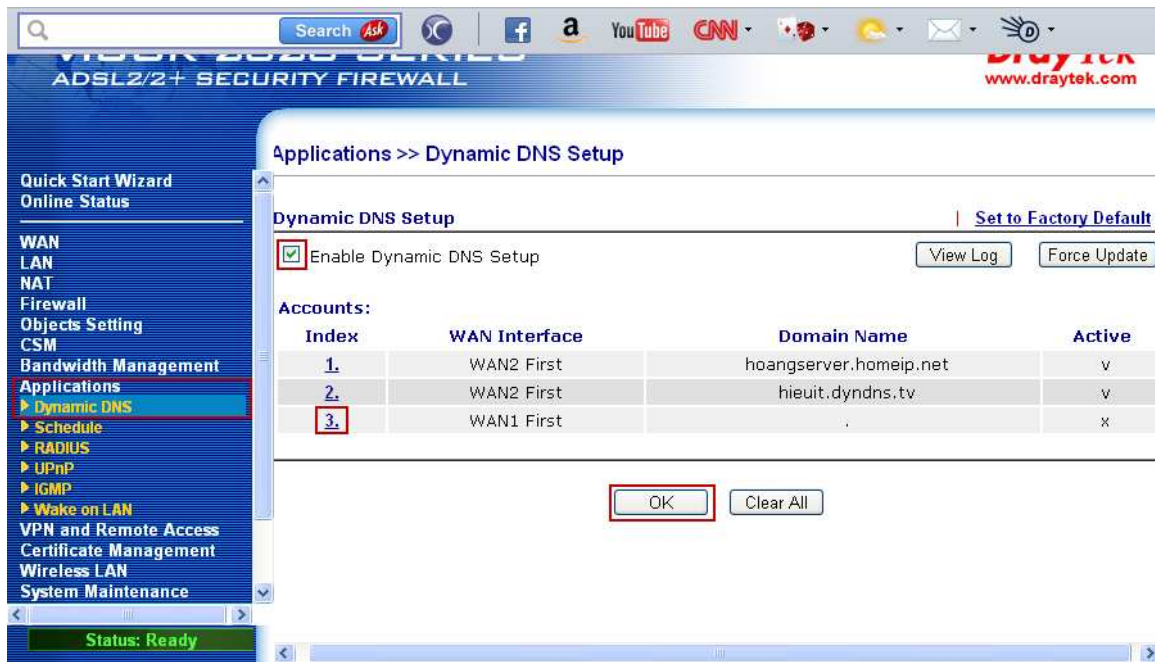 Search Ask
f a You Tube CNN
ADSL2/2+ SECURITY FIREWALL
www.draytek.com
Applications >> Dynamic DNS Setup
Quick Start Wizard
Online Status
WAN
LAN
NAT
Firewall
Objects Setting
CSM
Bandwidth Management
Applications
Dynamic DNS
Schedule
RADIUS
UPnP
IGMP
Wake on LAN
VPN and Remote Access
Certificate Management
Wireless LAN
System Maintenance
Status: Ready
Dynamic DNS Setup | Set to Factory Default
Enable Dynamic DNS Setup View Log Force Update
Accounts:
Index WAN Interface Domain Name Active
1. WAN2 First hoangserver.homeip.net v
2. WAN2 First hieuit.dyndns.tv v
3. WAN1 First . x
OK Clear All